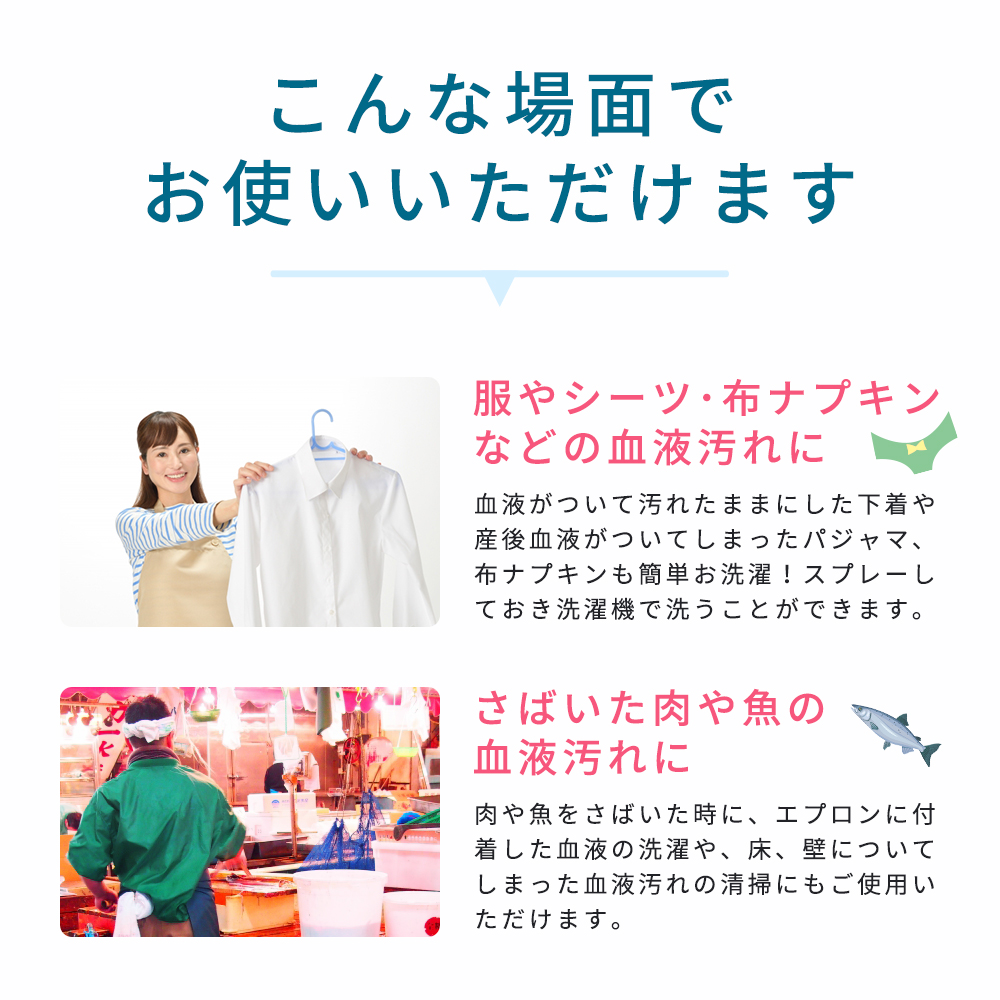 こんな場面で
お使いいただけます
服やシーツ・布ナプキン
などの血液汚れに
血液がついて汚れたままにした下着や
産後血液がついてしまったパジャマ、
布ナプキンも簡単お洗濯！スプレーし
ておき洗濯機で洗うことができます。
さばいた肉や魚の
血液汚れに
肉や魚をさばいた時に、エプロンに付
着した血液の洗濯や、床、壁について
しまった血液汚れの清掃にもご使用い
ただけます。